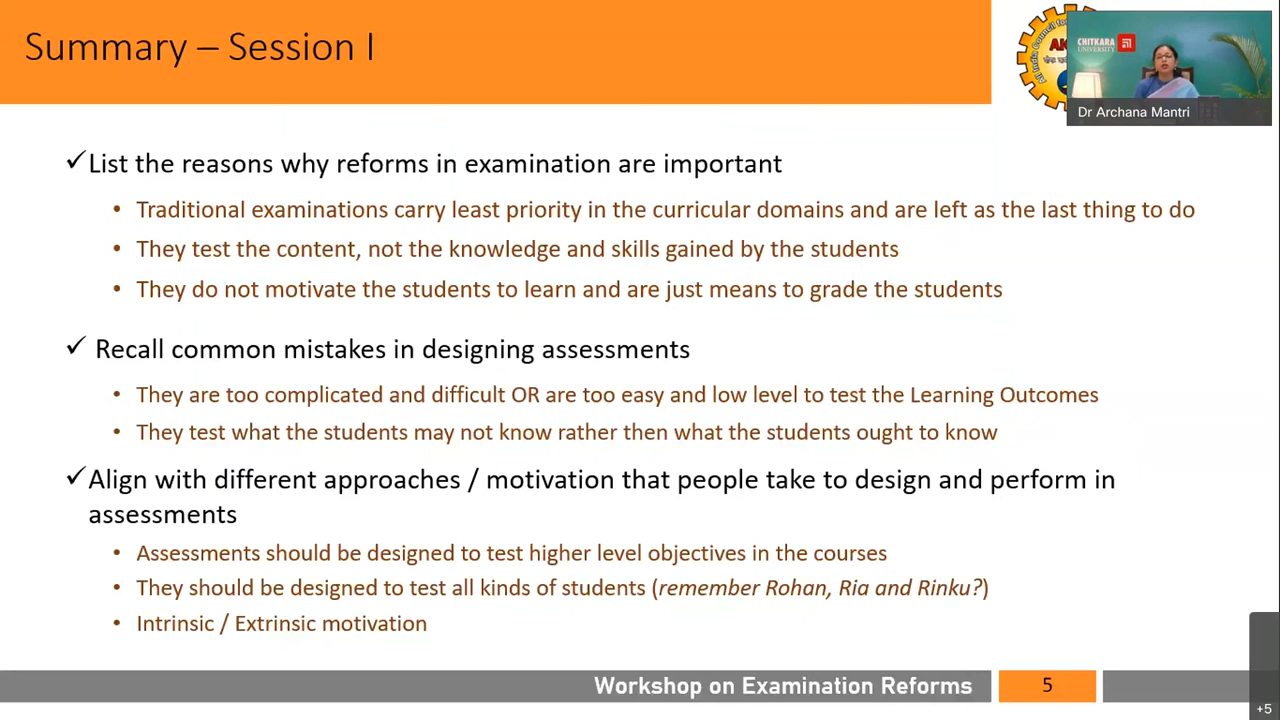 Summary – Session I
All India Council for
CHITKARA
UNIVERSITY
Dr Archana Mantri
✓List the reasons why reforms in examination are important
• Traditional examinations carry least priority in the curricular domains and are left as the last thing to do
• They test the content, not the knowledge and skills gained by the students
• They do not motivate the students to learn and are just means to grade the students
✓ Recall common mistakes in designing assessments
• They are too complicated and difficult OR are too easy and low level to test the Learning Outcomes
• They test what the students may not know rather then what the students ought to know
✓Align with different approaches / motivation that people take to design and perform in
assessments
• Assessments should be designed to test higher level objectives in the courses
• They should be designed to test all kinds of students (remember Rohan, Ria and Rinku?)
• Intrinsic / Extrinsic motivation
Workshop on Examination Reforms
5
+5